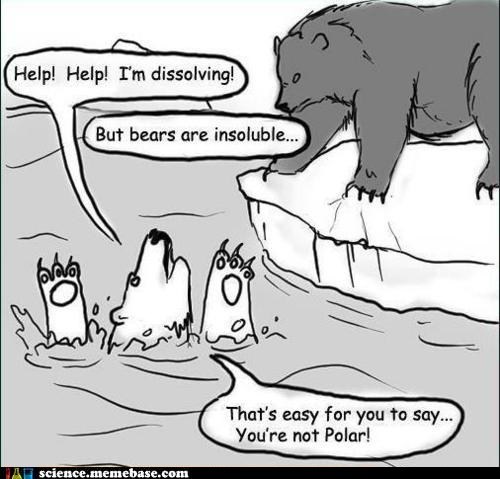 Help! Help! I'm dissolving!
But bears are insoluble...
That's easy for you to say...
You're not Polar!
science.memebase.com